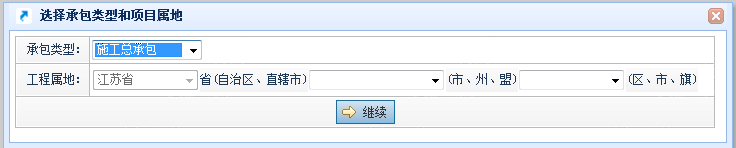 选择承包类型和项目属地
承包类型： 施工总承包
工程属地： 江苏省 省(自治区、直辖市) (市、州、盟) (区、市、旗)
继续